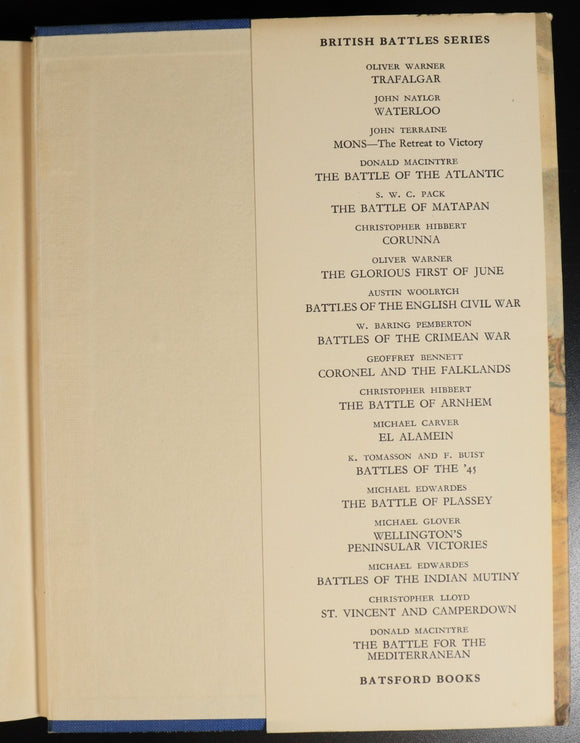 BRITISH BATTLES SERIES
OLIVER WARNER
TRAFALGAR
JOHN NAYLOR
WATERLOO
JOHN TERRAINE
MONS—The Retreat to Victory
DONALD MACINTYRE
THE BATTLE OF THE ATLANTIC
S. W. C. PACK
THE BATTLE OF MATAPAN
CHRISTOPHER HIBBERT
CORUNNA
OLIVER WARNER
THE GLORIOUS FIRST OF JUNE
AUSTIN WOOLRYCH
BATTLES OF THE ENGLISH CIVIL WAR
W. BARING PEMBERTON
BATTLES OF THE CRIMEAN WAR
GEOFFREY BENNETT
CORONEL AND THE FALKLANDS
CHRISTOPHER HIBBERT
THE BATTLE OF ARNHEM
MICHAEL CARVER
EL ALAMEIN
K. TOMASSON AND F. BUIST
BATTLES OF THE '45
MICHAEL EDWARDES
THE BATTLE OF PLASSEY
MICHAEL GLOVER
WELLINGTON'S
PENINSULAR VICTORIES
MICHAEL EDWARDES
BATTLES OF THE INDIAN MUTINY
CHRISTOPHER LLOYD
ST. VINCENT AND CAMPERDOWN
DONALD MACINTYRE
THE BATTLE FOR THE
MEDITERRANEAN
BATSFORD BOOKS